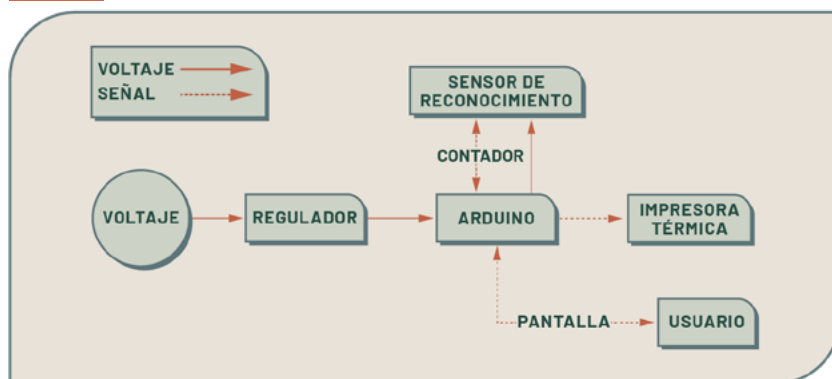 VOLTAJE
SEÑAL
SENSOR DE
RECONOCIMIENTO
CONTADOR
VOLTAJE
REGULADOR
ARDUINO
IMPRESORA
TÉRMICA
PANTALLA
USUARIO